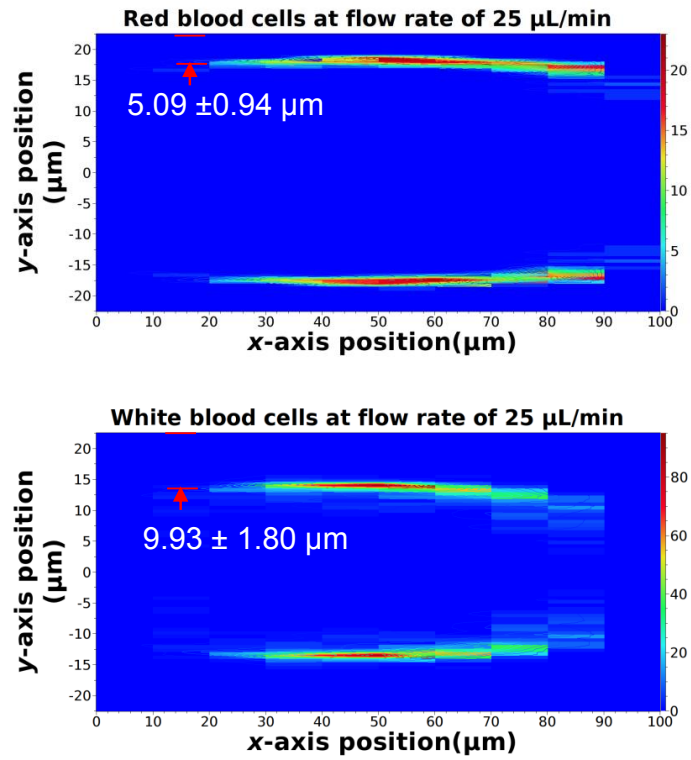 Red blood cells at flow rate of 25 µL/min
20
15
10
5
0
-5
-10
-15
-20
y-axis position
(µm)
5.09 ±0.94 µm
20
15
10
5
0
0 10 20 30 40 50 60 70 80 90 100
x-axis position(µm)
White blood cells at flow rate of 25 µL/min
20
15
10
5
0
-5
-10
-15
-20
y-axis position
(µm)
9.93 ± 1.80 µm
80
60
40
20
0
0 10 20 30 40 50 60 70 80 90 100
x-axis position(µm)